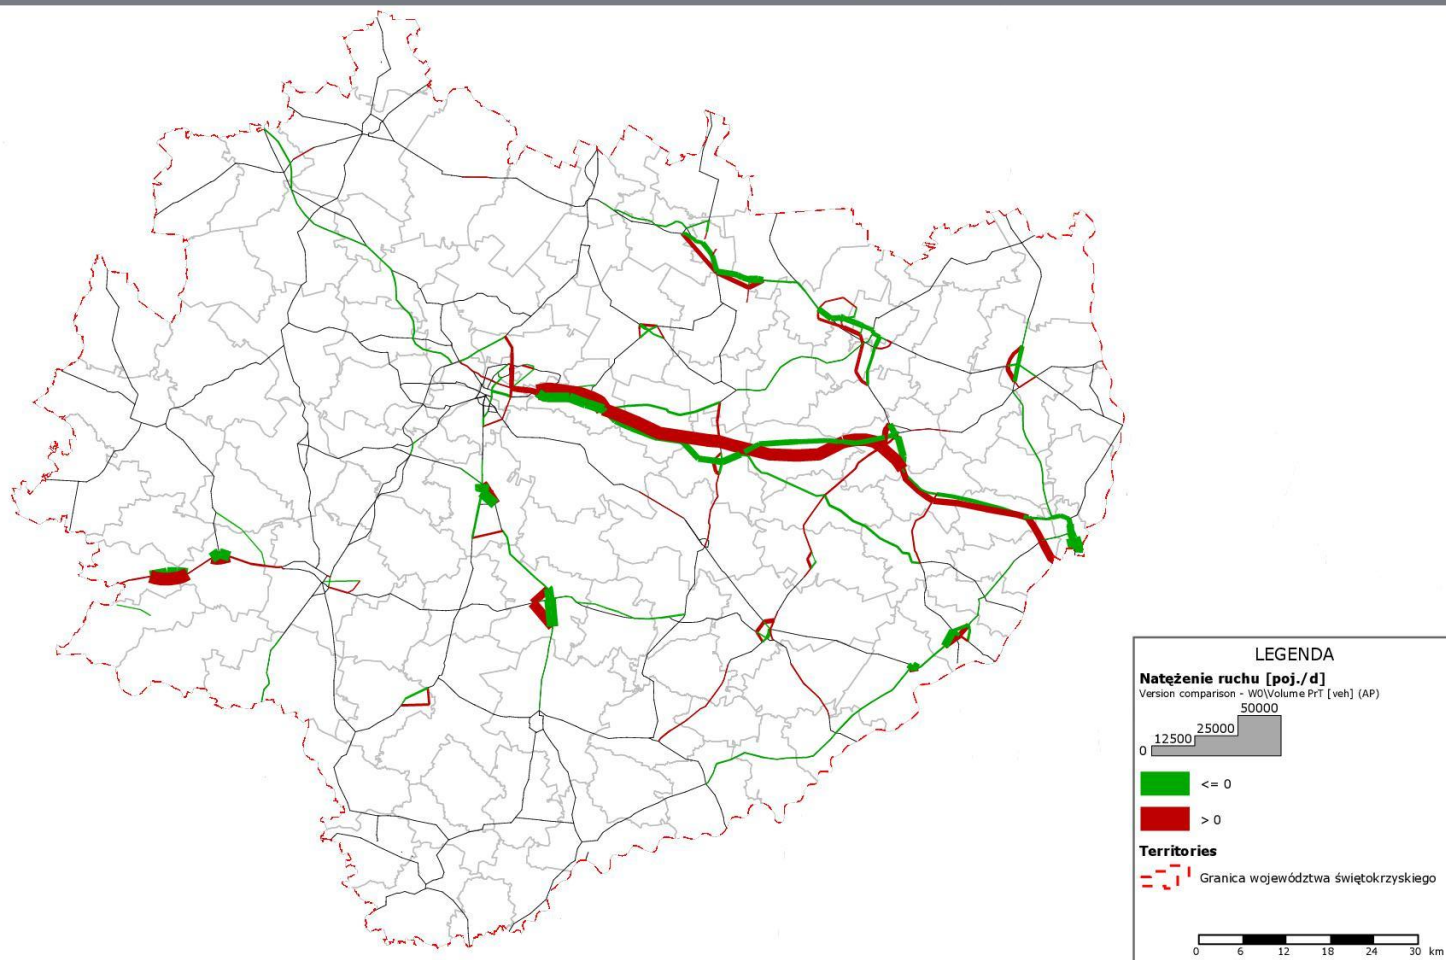 LEGENDA
Natężenie ruchu [poj./d]
Version comparison - W0\Volume PrT [veh] (AP)
50000
25000
12500
0
<= 0
> 0
Territories
Granica województwa świętokrzyskiego
0 6 12 18 24 30 km